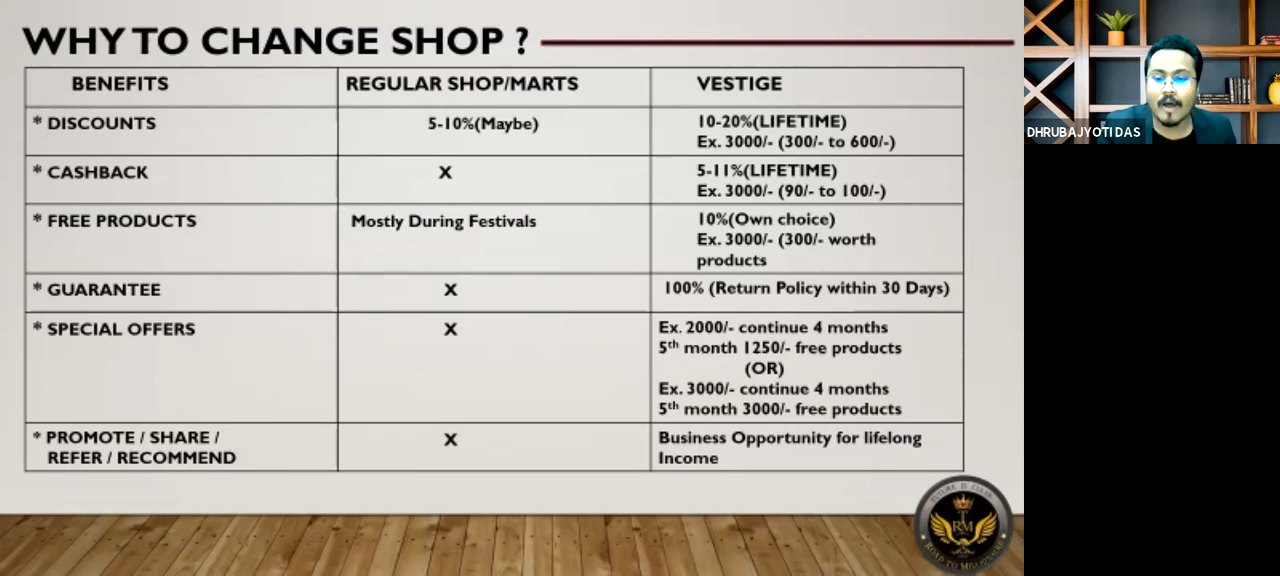 WHY TO CHANGE SHOP ?
BENEFITS
REGULAR SHOP/MARTS
VESTIGE
* DISCOUNTS
5-10%(Maybe)
10-20%(LIFETIME)
Ex. 3000/- (300/- to 600/-)
* CASHBACK
X
5-11%(LIFETIME)
Ex. 3000/- (90/- to 100/-)
* FREE PRODUCTS
Mostly During Festivals
10%(Own choice)
Ex. 3000/- (300/- worth
products
* GUARANTEE
X
100% (Return Policy within 30 Days)
* SPECIAL OFFERS
X
Ex. 2000/- continue 4 months
5th month 1250/- free products
(OR)
Ex. 3000/- continue 4 months
5th month 3000/- free products
* PROMOTE / SHARE /
REFER / RECOMMEND
X
Business Opportunity for lifelong
Income
DHRUBAJYOTI DAS
RM
ROAD TO MILLIONAIRE